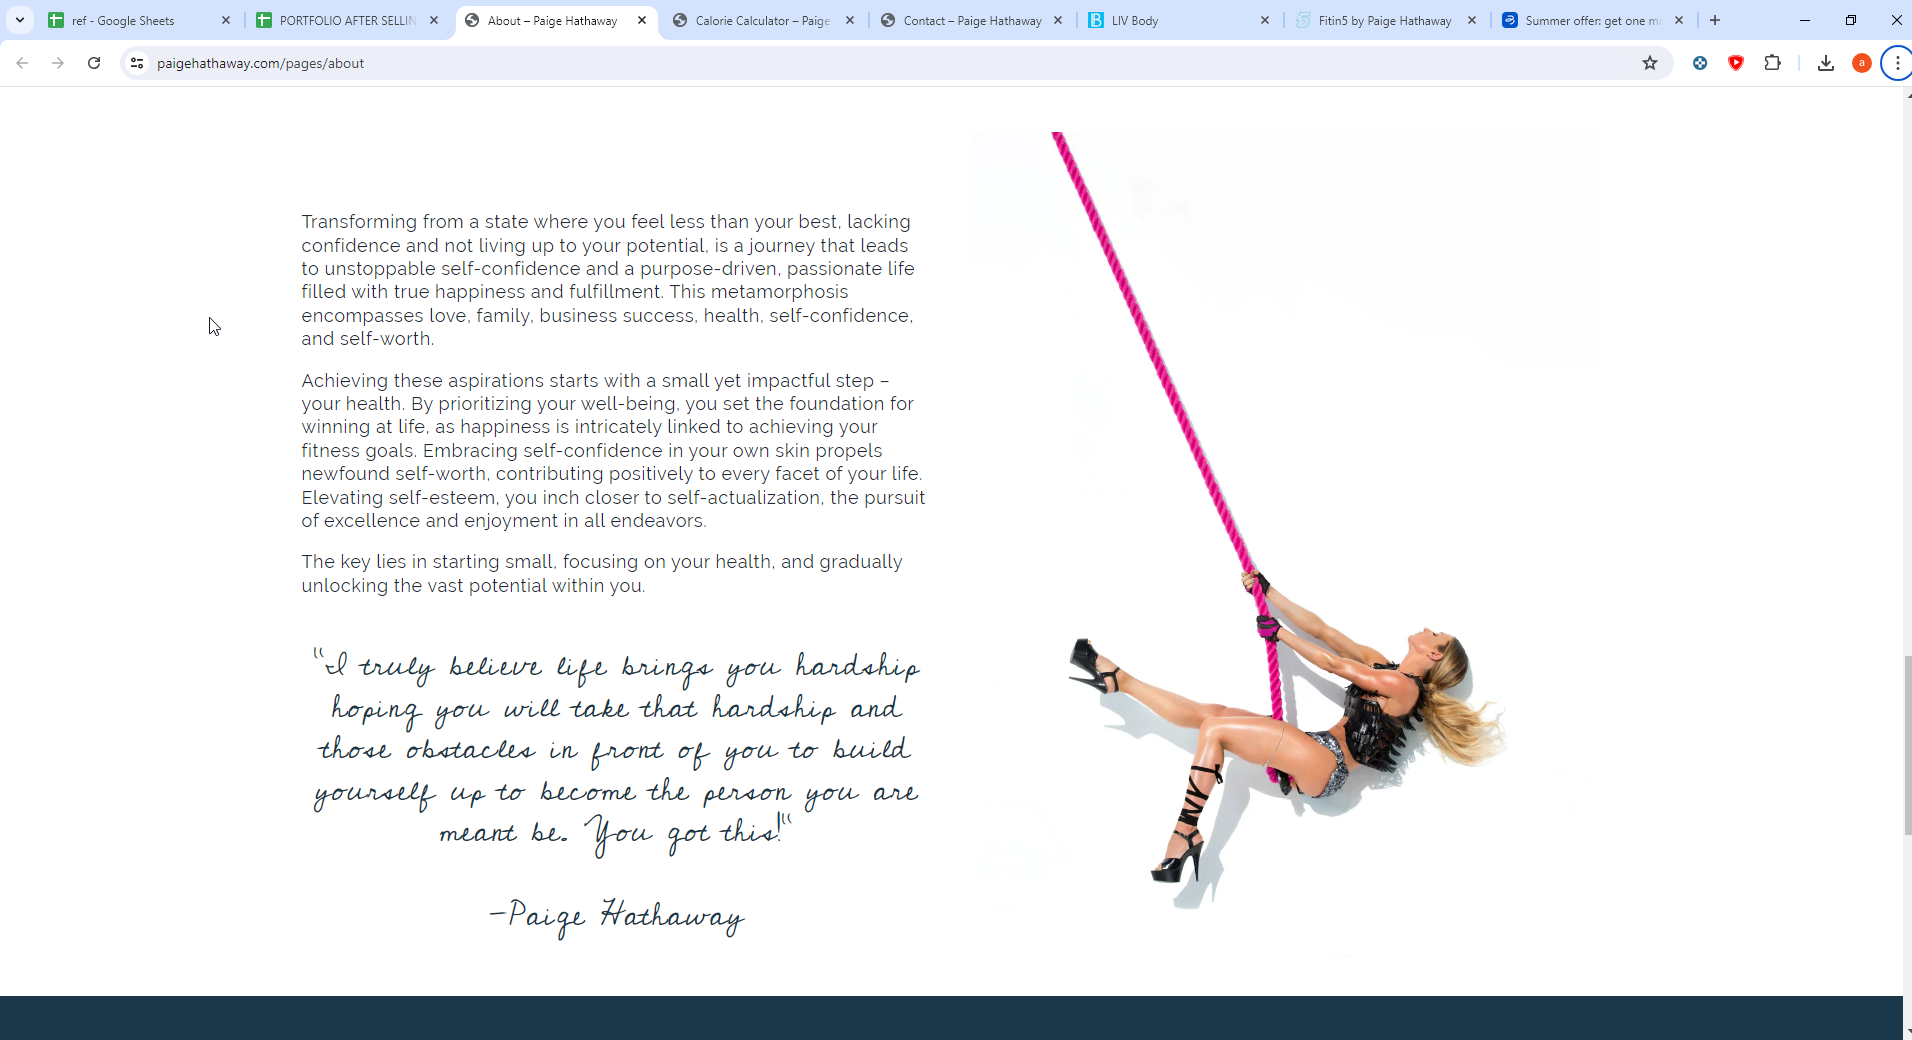 ref - Google Sheets
PORTFOLIO AFTER SELLIN
About – Paige Hathaway
Calorie Calculator – Paige
Contact – Paige Hathaway
LIV Body
Fitin5 by Paige Hathaway
Summer offer: get one mo
paigehathaway.com/pages/about
a
Transforming from a state where you feel less than your best, lacking
confidence and not living up to your potential, is a journey that leads
to unstoppable self-confidence and a purpose-driven, passionate life
filled with true happiness and fulfillment. This metamorphosis
encompasses love, family, business success, health, self-confidence,
and self-worth.
Achieving these aspirations starts with a small yet impactful step –
your health. By prioritizing your well-being, you set the foundation for
winning at life, as happiness is intricately linked to achieving your
fitness goals. Embracing self-confidence in your own skin propels
newfound self-worth, contributing positively to every facet of your life.
Elevating self-esteem, you inch closer to self-actualization, the pursuit
of excellence and enjoyment in all endeavors.
The key lies in starting small, focusing on your health, and gradually
unlocking the vast potential within you.
"I truly believe life brings you hardship
hoping you will take that hardship and
those obstacles in front of you to build
yourself up to become the person you are
meant be. You got this!"
–Paige Hathaway